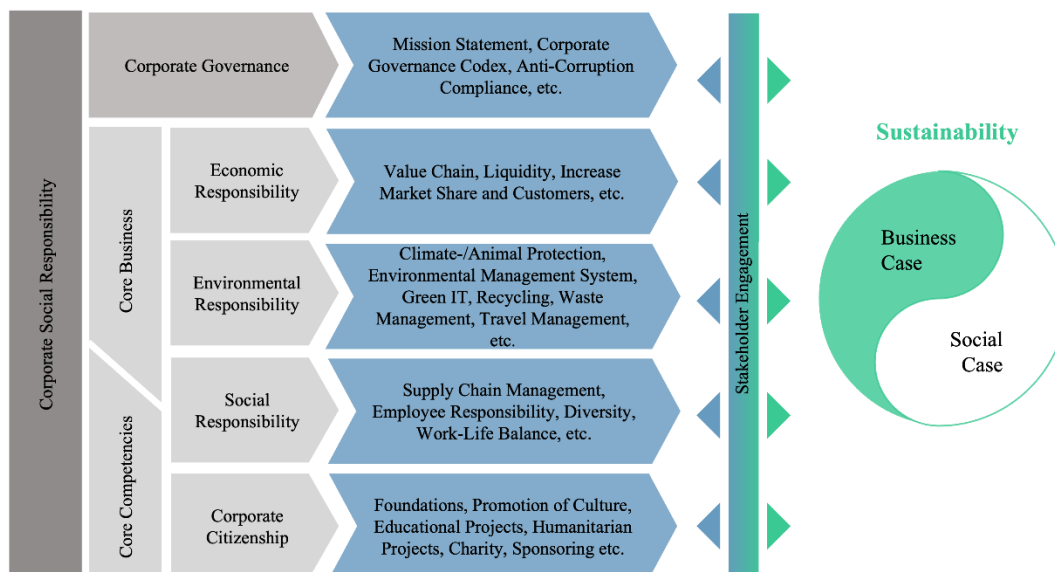 Corporate Social Responsibility
Corporate Governance
Mission Statement, Corporate
Governance Codex, Anti-Corruption
Compliance, etc.
Core Business
Economic
Responsibility
Value Chain, Liquidity, Increase
Market Share and Customers, etc.
Environmental
Responsibility
Climate-/Animal Protection,
Environmental Management System,
Green IT, Recycling, Waste
Management, Travel Management,
etc.
Core Competencies
Social
Responsibility
Supply Chain Management,
Employee Responsibility, Diversity,
Work-Life Balance, etc.
Corporate
Citizenship
Foundations, Promotion of Culture,
Educational Projects, Humanitarian
Projects, Charity, Sponsoring etc.
Stakeholder Engagement
Sustainability
Business
Case
Social
Case